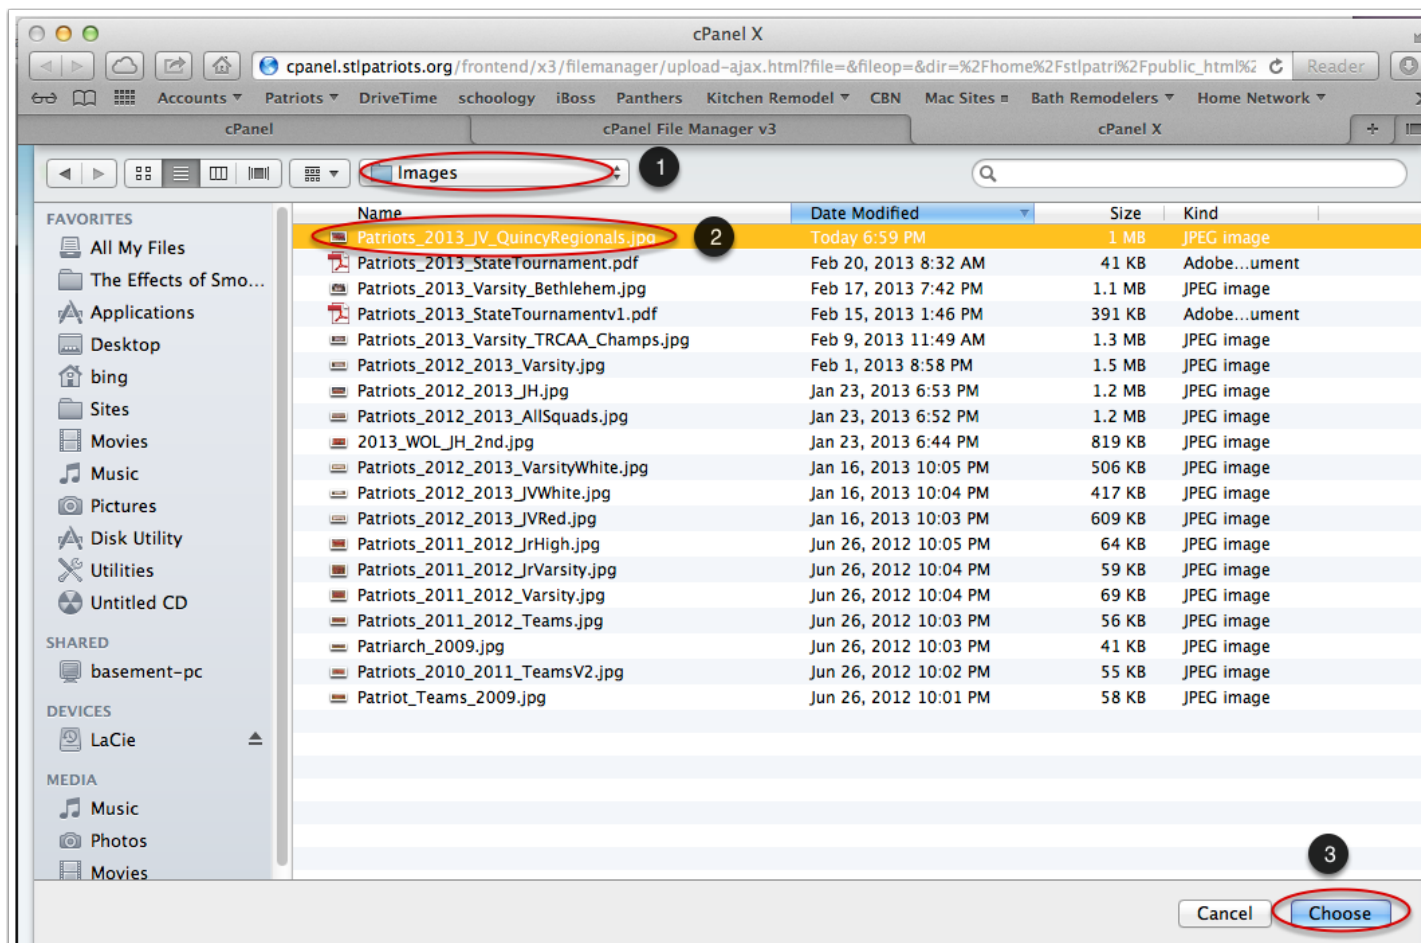 cPanel X
cpanel.stlpatriots.org/frontend/x3/filemanager/upload-ajax.html?file=&fileop=&dir=%2Fhome%2Fstlpatri%2Fpublic_html%2 Reader
Accounts Patriots DriveTime schoology iBoss Panthers Kitchen Remodel CBN Mac Sites Bath Remodelers Home Network
cPanel cPanel File Manager v3 cPanel X
Images 1
Name Date Modified Size Kind
Patriots_2013_JV_QuincyRegionals.jpg 2 Today 6:59 PM 1 MB JPEG image
Patriots_2013_StateTournament.pdf Feb 20, 2013 8:32 AM 41 KB Adobe...ument
Patriots_2013_Varsity_Bethlehem.jpg Feb 17, 2013 7:42 PM 1.1 MB JPEG image
Patriots_2013_StateTournamentv1.pdf Feb 15, 2013 1:46 PM 391 KB Adobe...ument
Patriots_2013_Varsity_TRCAA_Champs.jpg Feb 9, 2013 11:49 AM 1.3 MB JPEG image
Patriots_2012_2013_Varsity.jpg Feb 1, 2013 8:58 PM 1.5 MB JPEG image
Patriots_2012_2013_JH.jpg Jan 23, 2013 6:53 PM 1.2 MB JPEG image
Patriots_2012_2013_AllSquads.jpg Jan 23, 2013 6:52 PM 1.2 MB JPEG image
2013_WOL_JH_2nd.jpg Jan 23, 2013 6:44 PM 819 KB JPEG image
Patriots_2012_2013_VarsityWhite.jpg Jan 16, 2013 10:05 PM 506 KB JPEG image
Patriots_2012_2013_JVWhite.jpg Jan 16, 2013 10:04 PM 417 KB JPEG image
Patriots_2012_2013_JVRed.jpg Jan 16, 2013 10:03 PM 609 KB JPEG image
Patriots_2011_2012_JrHigh.jpg Jun 26, 2012 10:05 PM 64 KB JPEG image
Patriots_2011_2012_JrVarsity.jpg Jun 26, 2012 10:04 PM 59 KB JPEG image
Patriots_2011_2012_Varsity.jpg Jun 26, 2012 10:04 PM 69 KB JPEG image
Patriots_2011_2012_Teams.jpg Jun 26, 2012 10:03 PM 56 KB JPEG image
Patriarch_2009.jpg Jun 26, 2012 10:03 PM 41 KB JPEG image
Patriots_2010_2011_TeamsV2.jpg Jun 26, 2012 10:02 PM 55 KB JPEG image
Patriot_Teams_2009.jpg Jun 26, 2012 10:01 PM 58 KB JPEG image
FAVORITES
All My Files
The Effects of Smo...
Applications
Desktop
bing
Sites
Movies
Music
Pictures
Disk Utility
Utilities
Untitled CD
SHARED
basement-pc
DEVICES
LaCie
MEDIA
Music
Photos
Movies
3
Cancel Choose